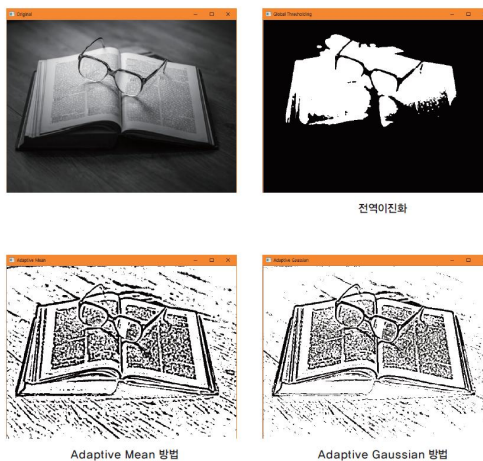 Original
Global Thresholding
전역이진화
Adaptive Mean
Adaptive Gaussian
Adaptive Mean 방법
Adaptive Gaussian 방법